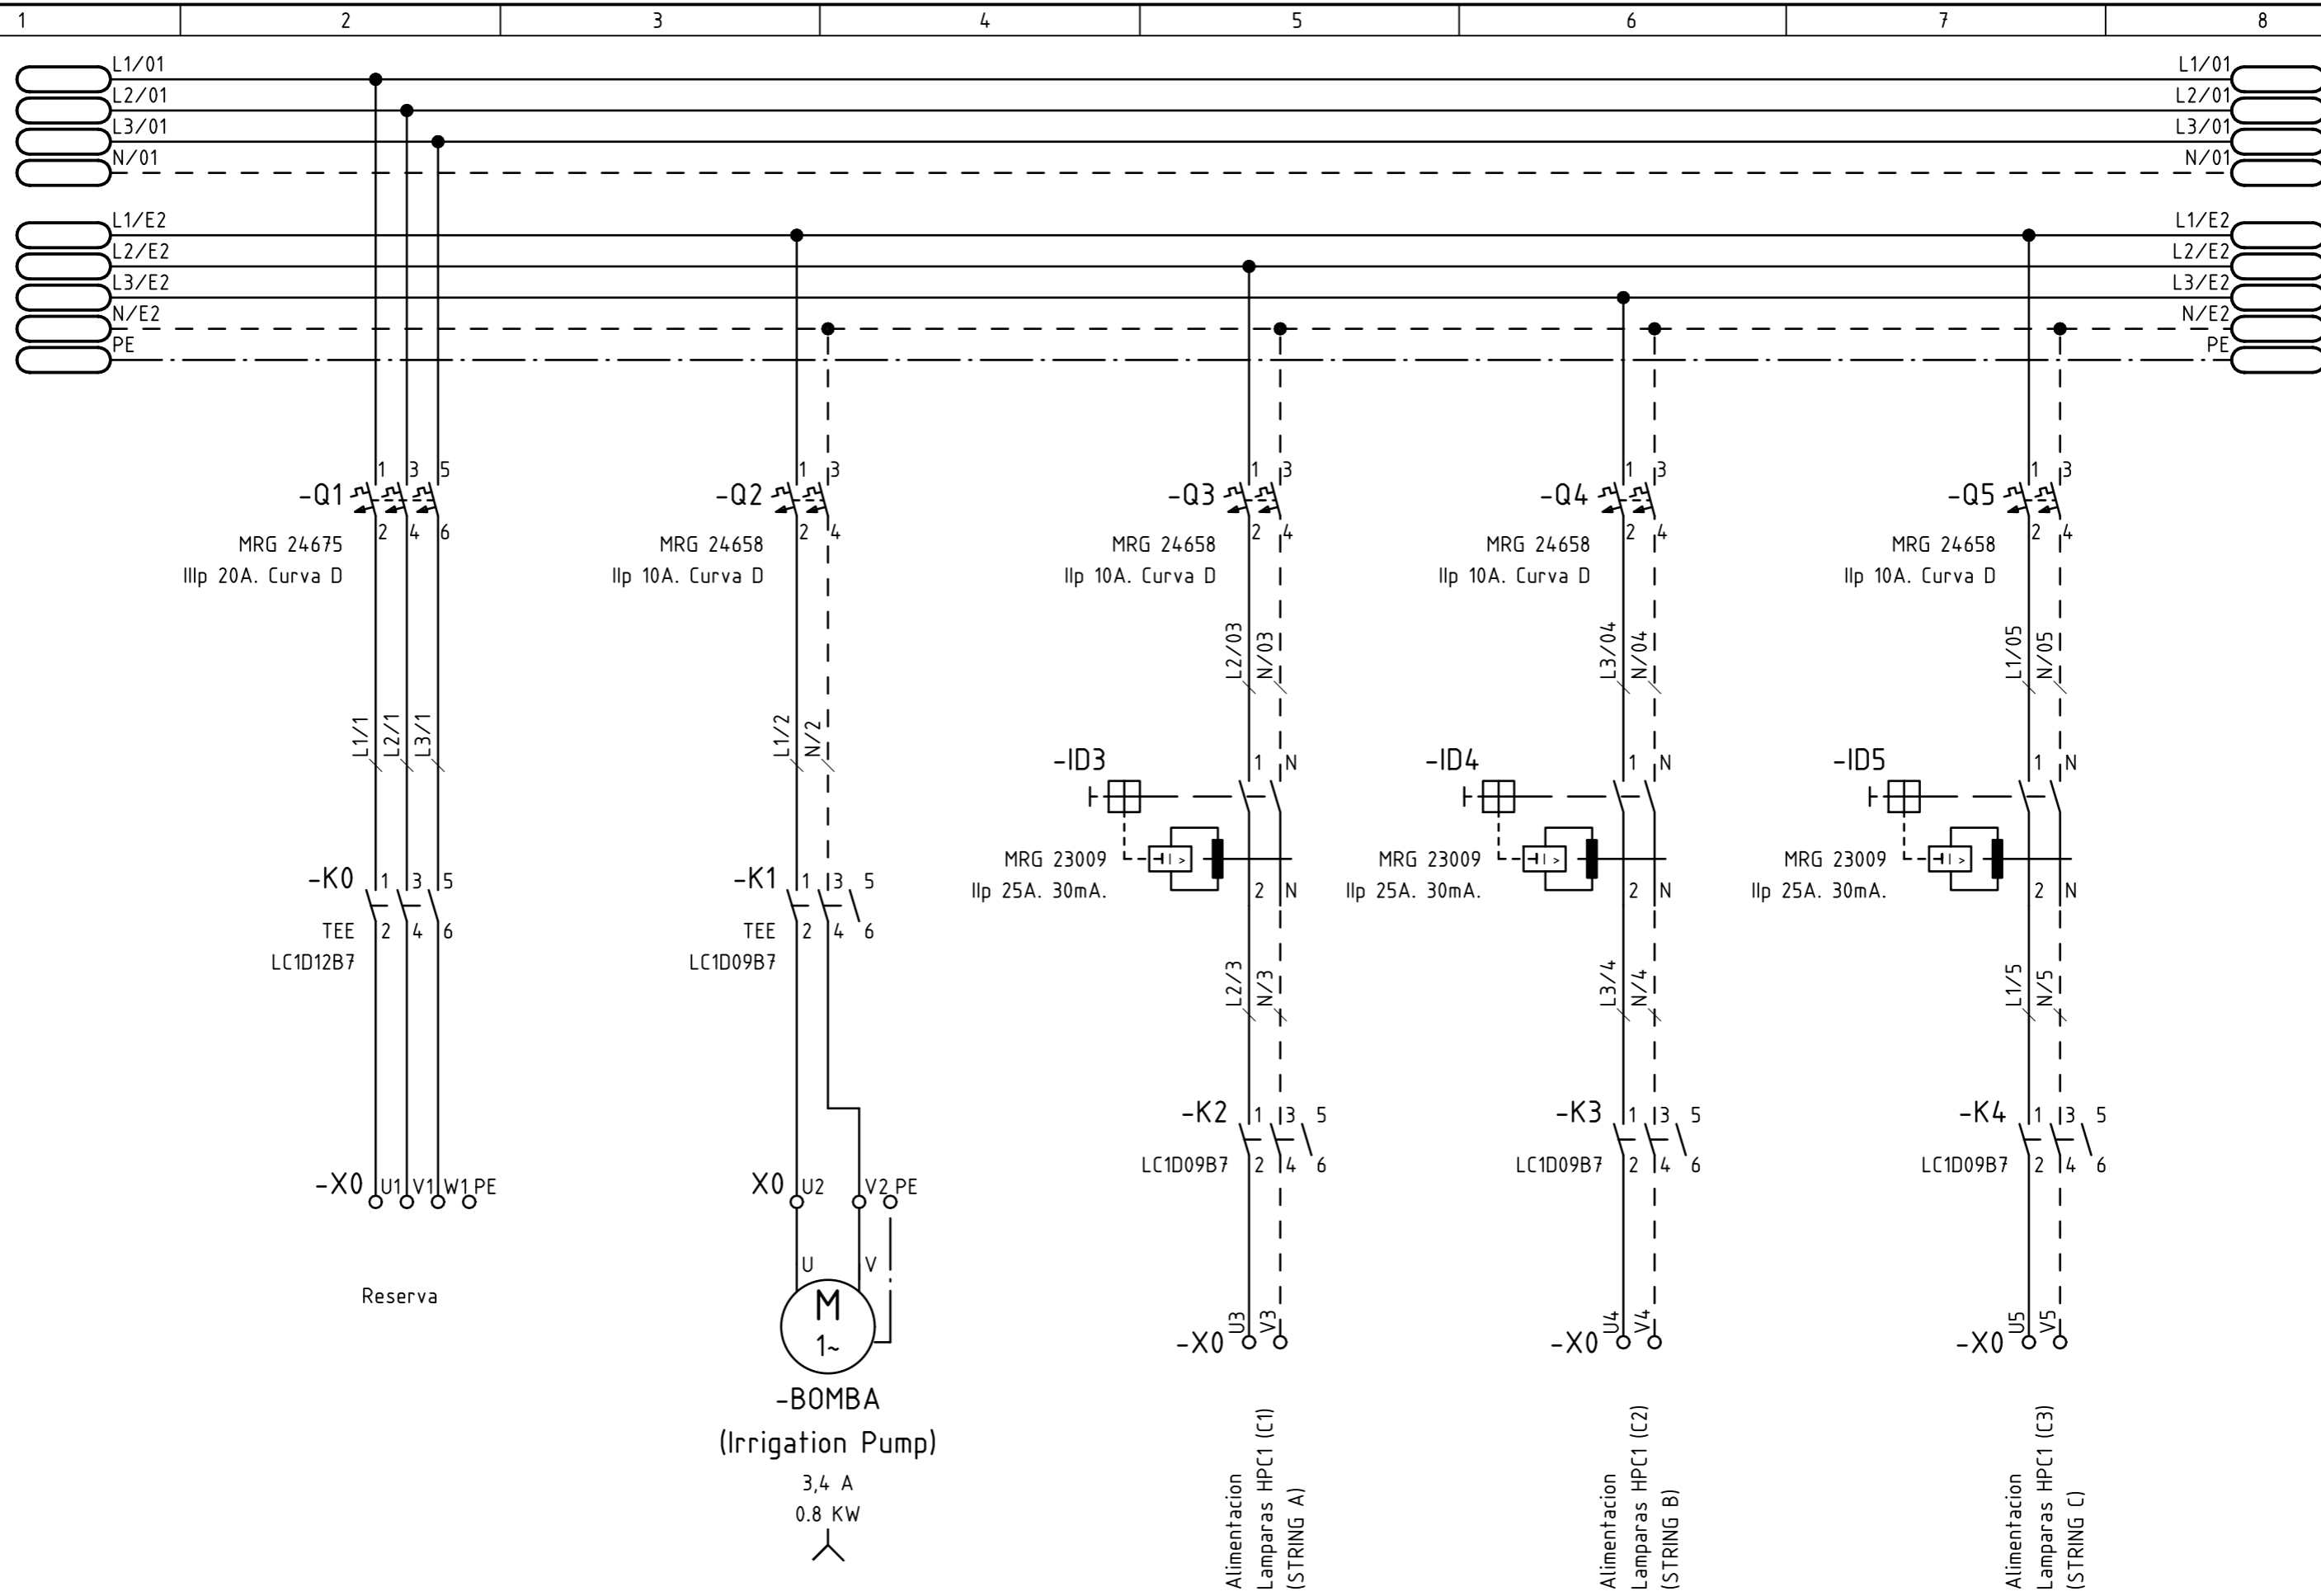 1 2 3 4 5 6 7 8
L1/01 L1/01
L2/01 L2/01
L3/01 L3/01
N/01 N/01
L1/E2 L1/E2
L2/E2 L2/E2
L3/E2 L3/E2
N/E2 N/E2
PE PE
1 3 5
-Q1
2 4 6
MRG 24675
IIIp 20A. Curva D
L1/1
L2/1
L3/1
-K0 1 3 5
TEE 2 4 6
LC1D12B7
-X0 U1 V1 W1 PE
Reserva
1 3
-Q2
2 4
MRG 24658
IIp 10A. Curva D
L1/2
N/2
-K1 1 3 5
TEE 2 4 6
LC1D09B7
X0 U2 V2 PE
U V
M
1~
-BOMBA
(Irrigation Pump)
3,4 A
0.8 KW
1 3
-Q3
2 4
MRG 24658
IIp 10A. Curva D
L2/03
N/03
-ID3 1 N
I >
MRG 23009
IIp 25A. 30mA. 2 N
L2/3
N/3
-K2 1 3 5
LC1D09B7 2 4 6
U3
V3
-X0
Alimentacion
Lamparas HPC1 (C1)
(STRING A)
1 3
-Q4
2 4
MRG 24658
IIp 10A. Curva D
L3/04
N/04
-ID4 1 N
I >
MRG 23009
IIp 25A. 30mA. 2 N
L3/4
N/4
-K3 1 3 5
LC1D09B7 2 4 6
U4
V4
-X0
Alimentacion
Lamparas HPC1 (C2)
(STRING B)
1 3
-Q5
2 4
MRG 24658
IIp 10A. Curva D
L1/05
N/05
-ID5 1 N
I >
MRG 23009
IIp 25A. 30mA. 2 N
L1/5
N/5
-K4 1 3 5
LC1D09B7 2 4 6
U5
V5
-X0
Alimentacion
Lamparas HPC1 (C3)
(STRING C)